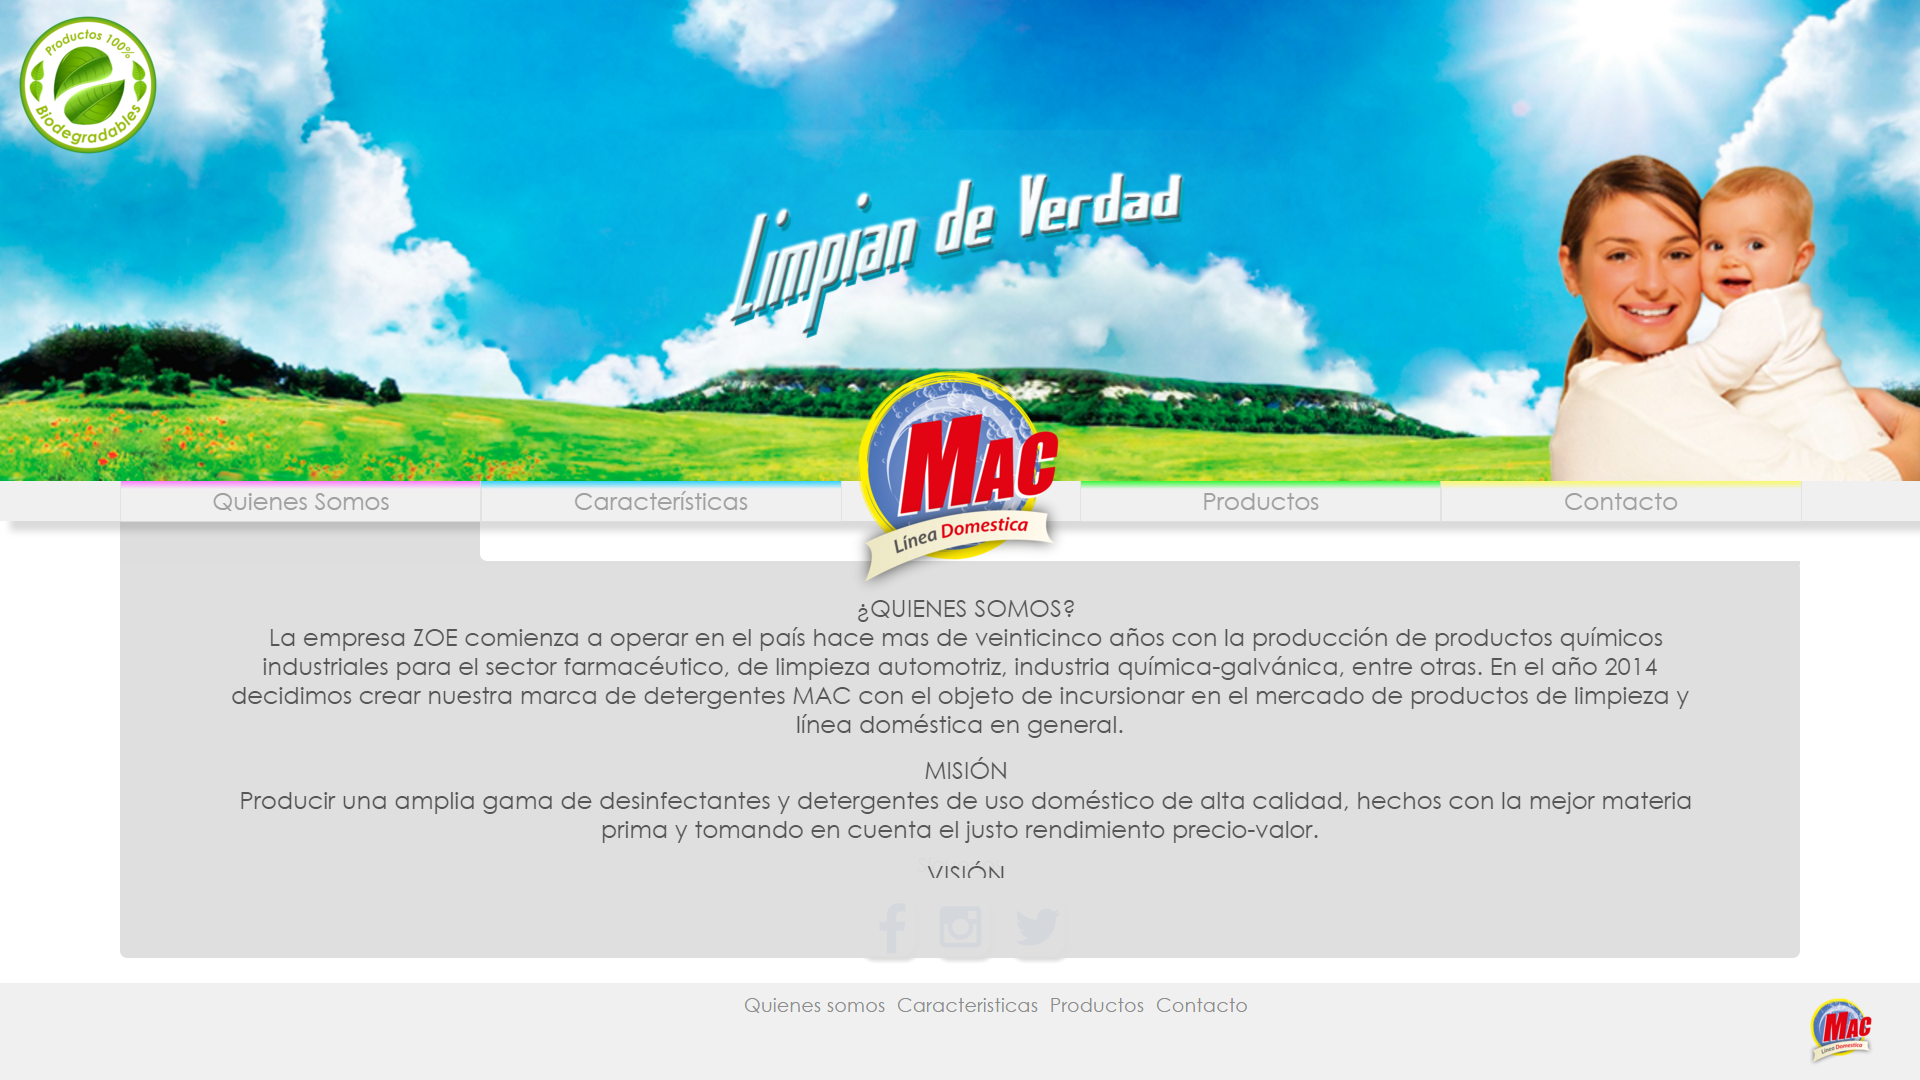 Productos 100%
Biodegradables
Limpian de Verdad
MAC
Línea Domestica
Quienes Somos
Características
Productos
Contacto
¿QUIENES SOMOS?
La empresa ZOE comienza a operar en el país hace mas de veinticinco años con la producción de productos químicos
industriales para el sector farmacéutico, de limpieza automotriz, industria química-galvánica, entre otras. En el año 2014
decidimos crear nuestra marca de detergentes MAC con el objeto de incursionar en el mercado de productos de limpieza y
línea doméstica en general.
MISIÓN
Producir una amplia gama de desinfectantes y detergentes de uso doméstico de alta calidad, hechos con la mejor materia
prima y tomando en cuenta el justo rendimiento precio-valor.
VISIÓN
Quienes somos Caracteristicas Productos Contacto
MAC
Línea Domestica